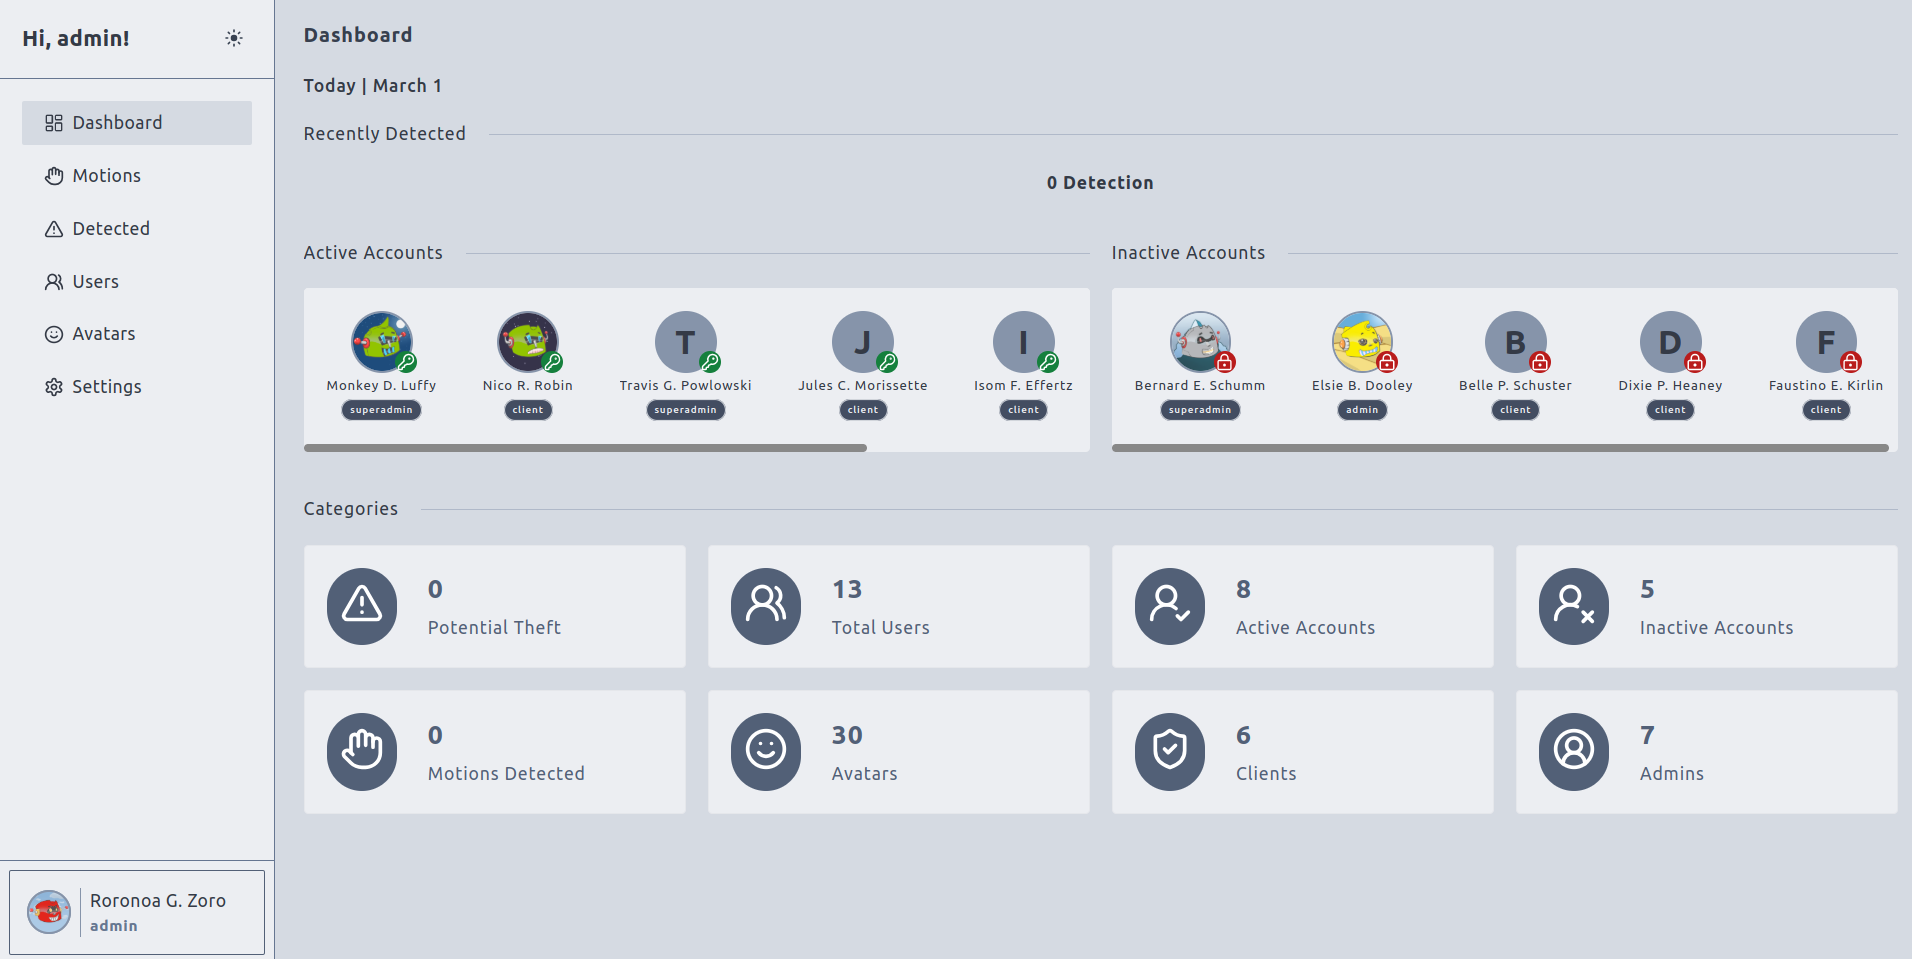 Hi, admin!
Dashboard
Motions
Detected
Users
Avatars
Settings
Roronoa G. Zoro
admin
Dashboard
Today | March 1
Recently Detected
0 Detection
Active Accounts
Monkey D. Luffy
superadmin
Nico R. Robin
client
T
Travis G. Powlowski
superadmin
J
Jules C. Morissette
client
I
Isom F. Effertz
client
Inactive Accounts
Bernard E. Schumm
superadmin
Elsie B. Dooley
admin
B
Belle P. Schuster
client
D
Dixie P. Heaney
client
F
Faustino E. Kirlin
client
Categories
0
Potential Theft
13
Total Users
8
Active Accounts
5
Inactive Accounts
0
Motions Detected
30
Avatars
6
Clients
7
Admins